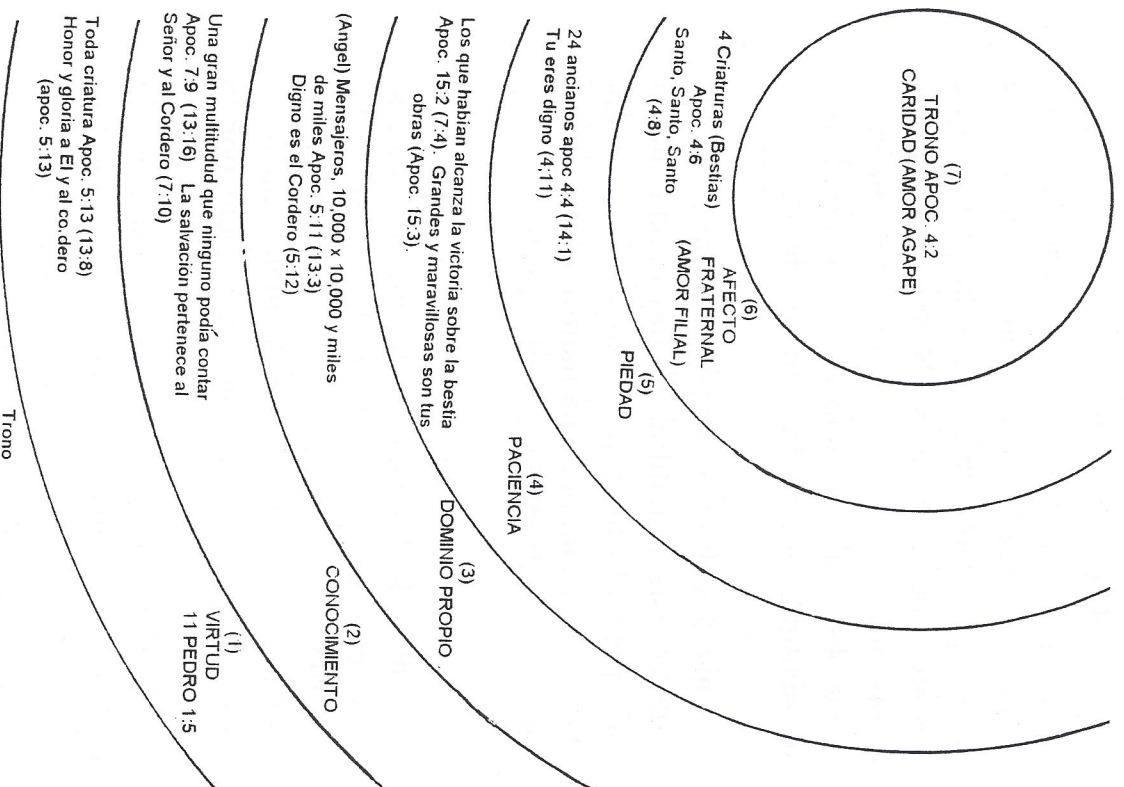 (7)
TRONO APOC. 4:2
CARIDAD (AMOR AGAPE)
4 Criatruras (Bestias)
Apoc. 4:6
Santo, Santo, Santo
(4:8)
(6)
AFECTO
FRATERNAL
(AMOR FILIAL)
24 ancianos apoc 4:4 (14:1)
Tu eres digno (4;11)
(5)
PIEDAD
Los que habian alcanza la victoria sobre la bestia
Apoc. 15:2 (7:4). Grandes y maravillosas son tus
obras (Apoc. 15:3).
(4)
PACIENCIA
(Angel) Mensajeros, 10,000 x 10,000 y miles
de miles Apoc. 5:11 (13:3)
Digno es el Cordero (5:12)
(3)
DOMINIO PROPIO
Una gran multitudud que ninguno podía contar
Apoc. 7:9 (13:16) La salvación pertenece al
Señor y al Cordero (7:10)
(2)
CONOCIMIENTO
Toda criatura Apoc. 5:13 (13:8)
Honor y gloria a El y al co.dero
(apoc. 5:13)
(1)
VIRTUD
11 PEDRO 1:5
Trono